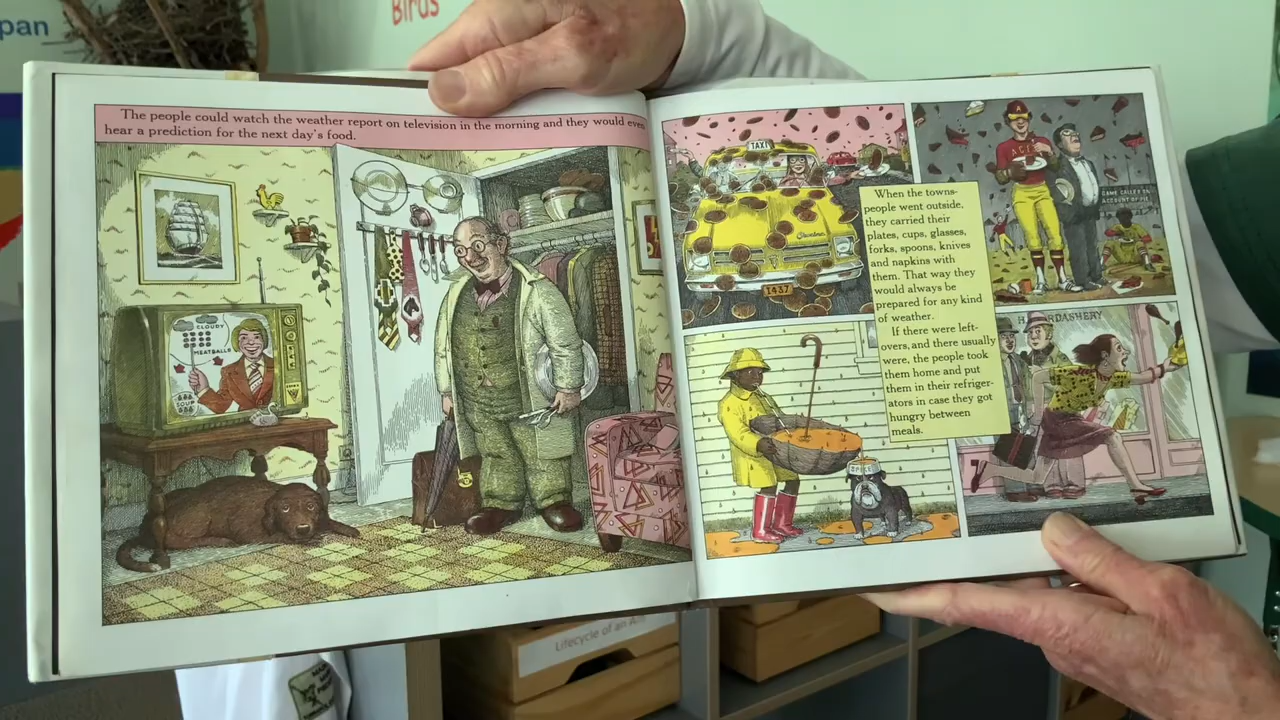 pan
Birds
The people could watch the weather report on television in the morning and they would even
hear a prediction for the next day's food.
CLOUDY
MEATBALLS
SOUP
TAXI
1437
ACES
GAME CALLED ON
ACCOUNT OF PIE
When the towns-
people went outside,
they carried their
plates, cups, glasses,
forks, spoons, knives
and napkins with
them. That way they
would always be
prepared for any kind
of weather.
If there were left-
overs, and there usually
were, the people took
them home and put
them in their refriger-
ators in case they got
hungry between
meals.
Lifecycle of an